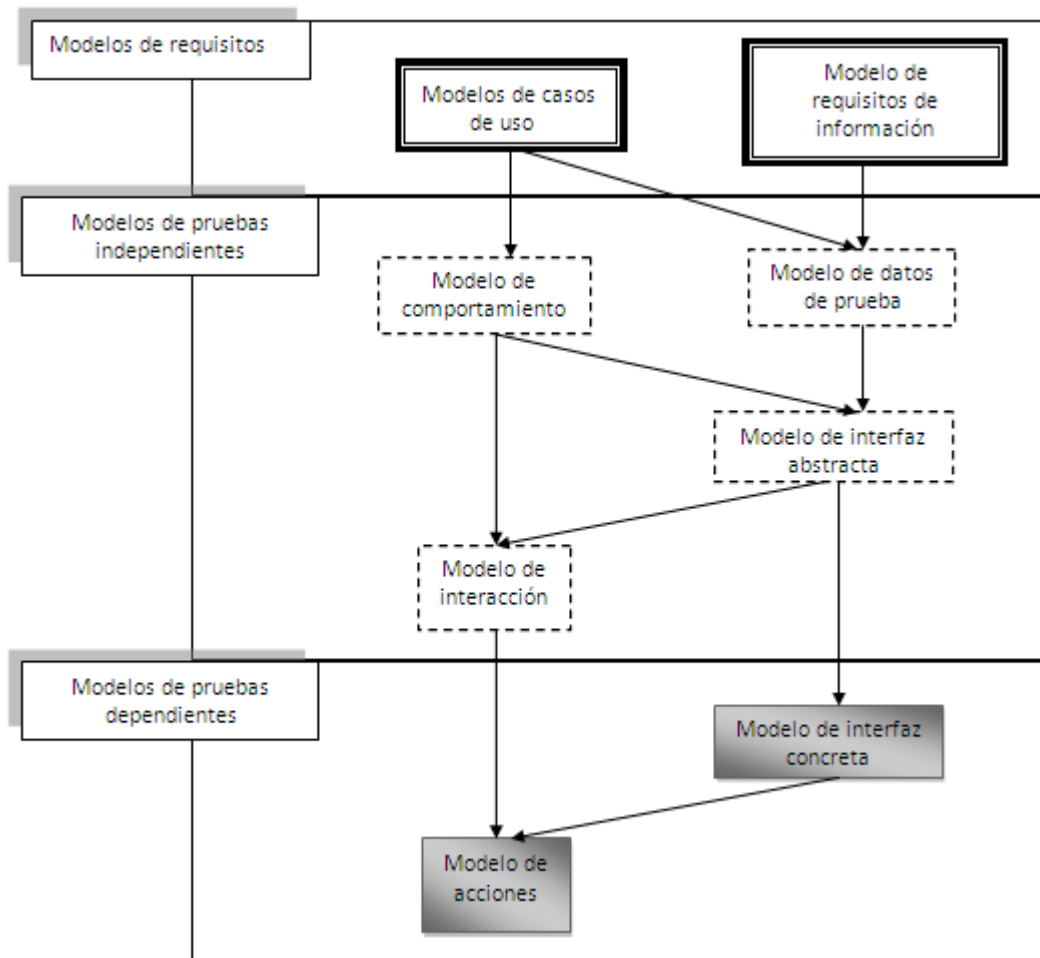 Modelos de requisitos
Modelos de casos
de uso
Modelo de
requisitos de
información
Modelos de pruebas
independientes
Modelo de
comportamiento
Modelo de datos
de prueba
Modelo de interfaz
abstracta
Modelo de
interacción
Modelos de pruebas
dependientes
Modelo de interfaz
concreta
Modelo de
acciones